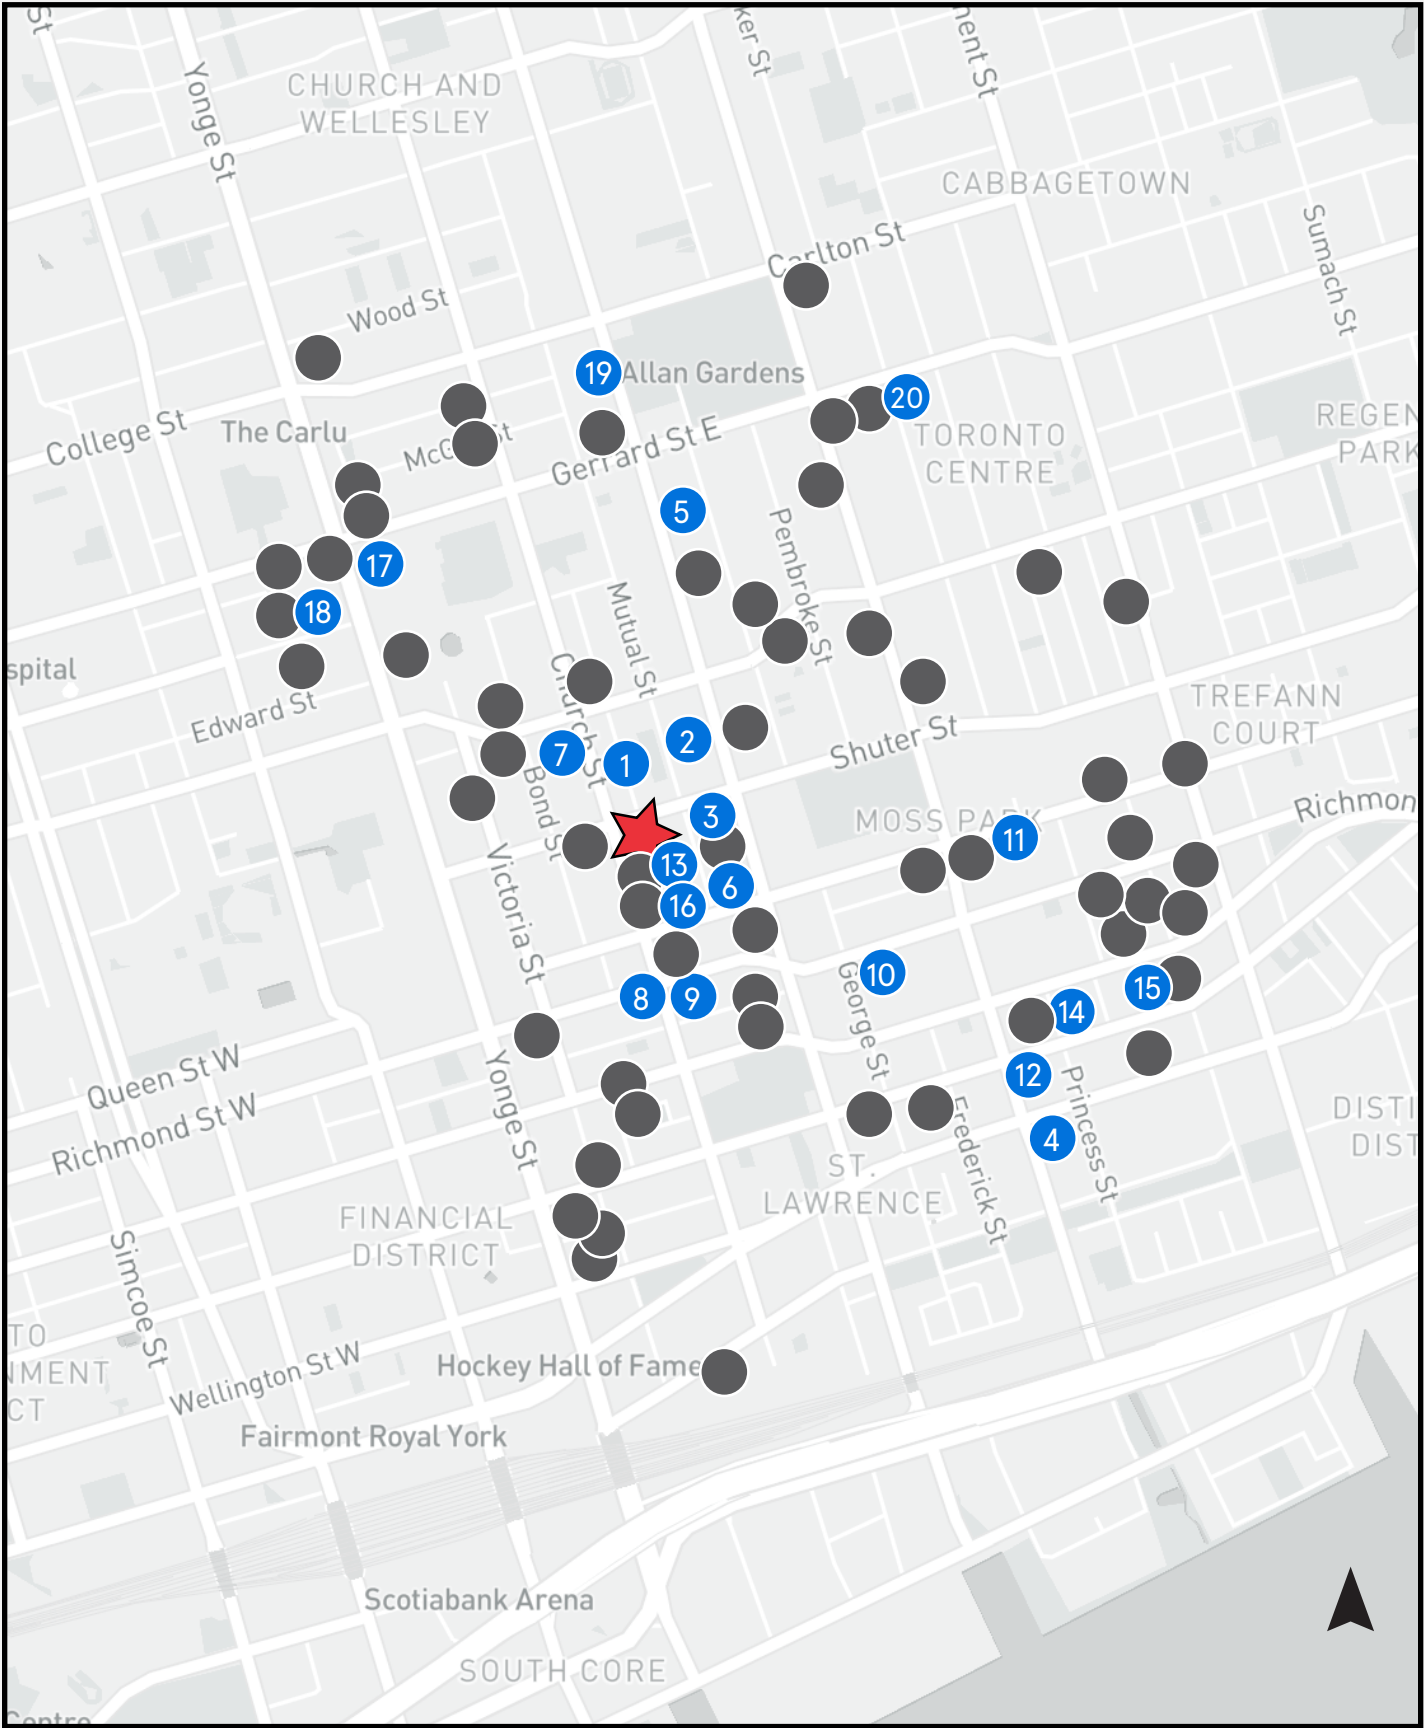 St
Yonge St
CHURCH AND
WELLESLEY
CABBAGETOWN
Carlton St
Sumach St
Wood St
19
Allan Gardens
20
College St
The Carlu
Gerrard St E
TORONTO
CENTRE
REGEN
PARK
5
Pembroke St
17
18
Mutual St
spital
Edward St
Church St
TREFANN
COURT
7
1
2
Shuter St
Bond St
3
MOSS PARK
11
Richmon
13
6
16
Victoria St
8
9
George St
10
15
14
12
4
Queen St W
Richmond St W
Yonge St
Princess St
Frederick St
DISTI
DIST
ST.
LAWRENCE
FINANCIAL
DISTRICT
Simcoe St
TO
NMENT
CT
Wellington St W
Hockey Hall of Fame
Fairmont Royal York
Scotiabank Arena
SOUTH CORE